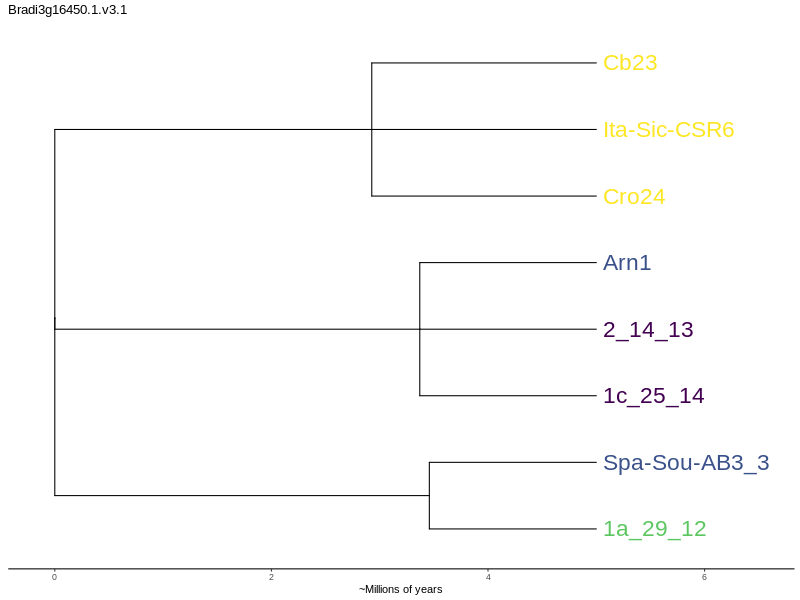 Bradi3g16450.1.v3.1
Cb23
Ita-Sic-CSR6
Cro24
Arn1
2_14_13
1c_25_14
Spa-Sou-AB3_3
1a_29_12
0 2 4 6
~Millions of years